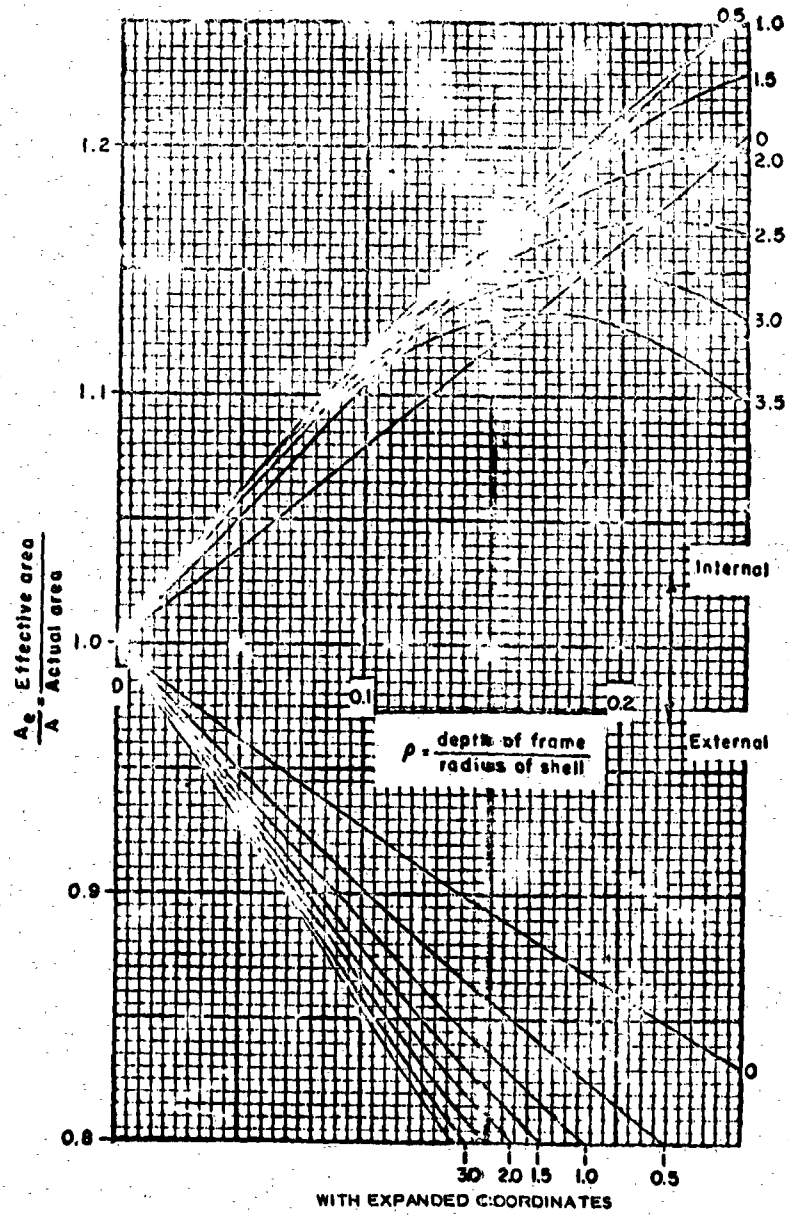 0.5
1.0
1.5
0
2.0
2.5
3.0
3.5
1.2
1.1
1.0
0.9
0.8
Ae = Effective area
A Actual area
Internal
External
0
0.1
0.2
ρ = depth of frame
radius of shell
0
3.0 2.0 1.5 1.0 0.5
WITH EXPANDED COORDINATES